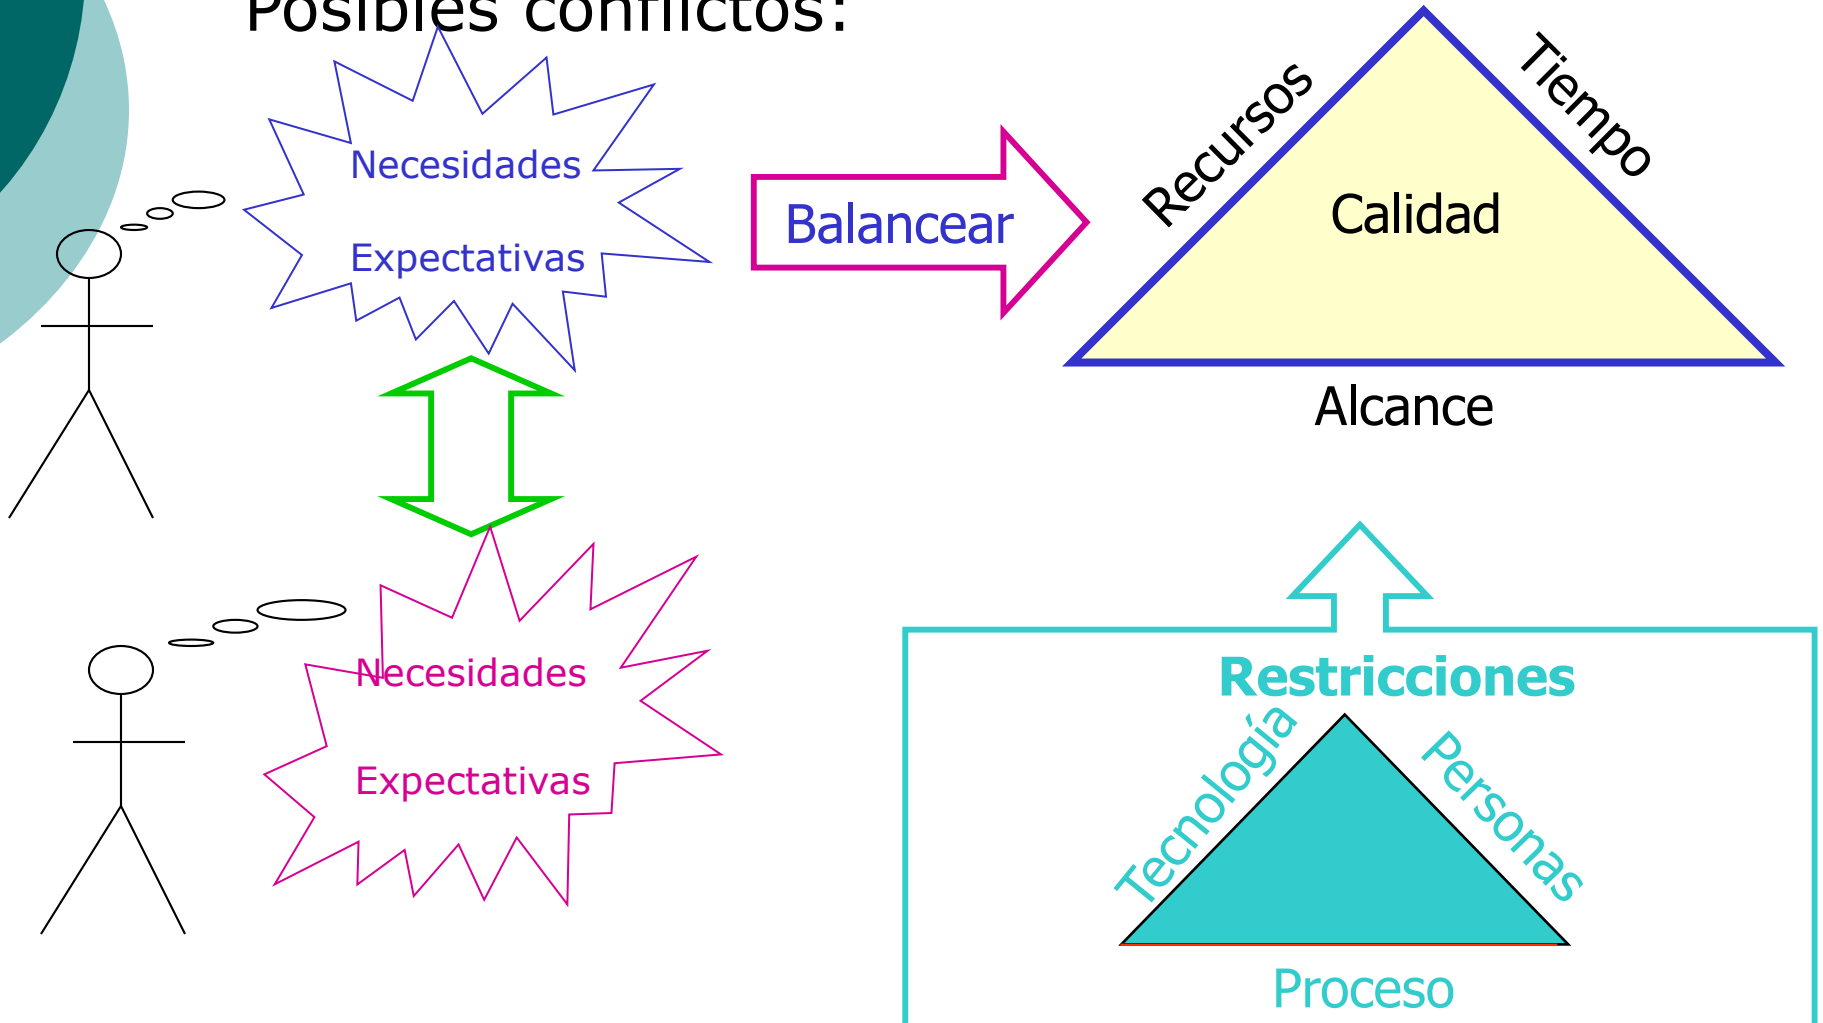 Posibles conflictos:
Necesidades
Expectativas
Balancear
Recursos
Tiempo
Calidad
Alcance
Necesidades
Expectativas
Restricciones
Tecnología
Personas
Proceso